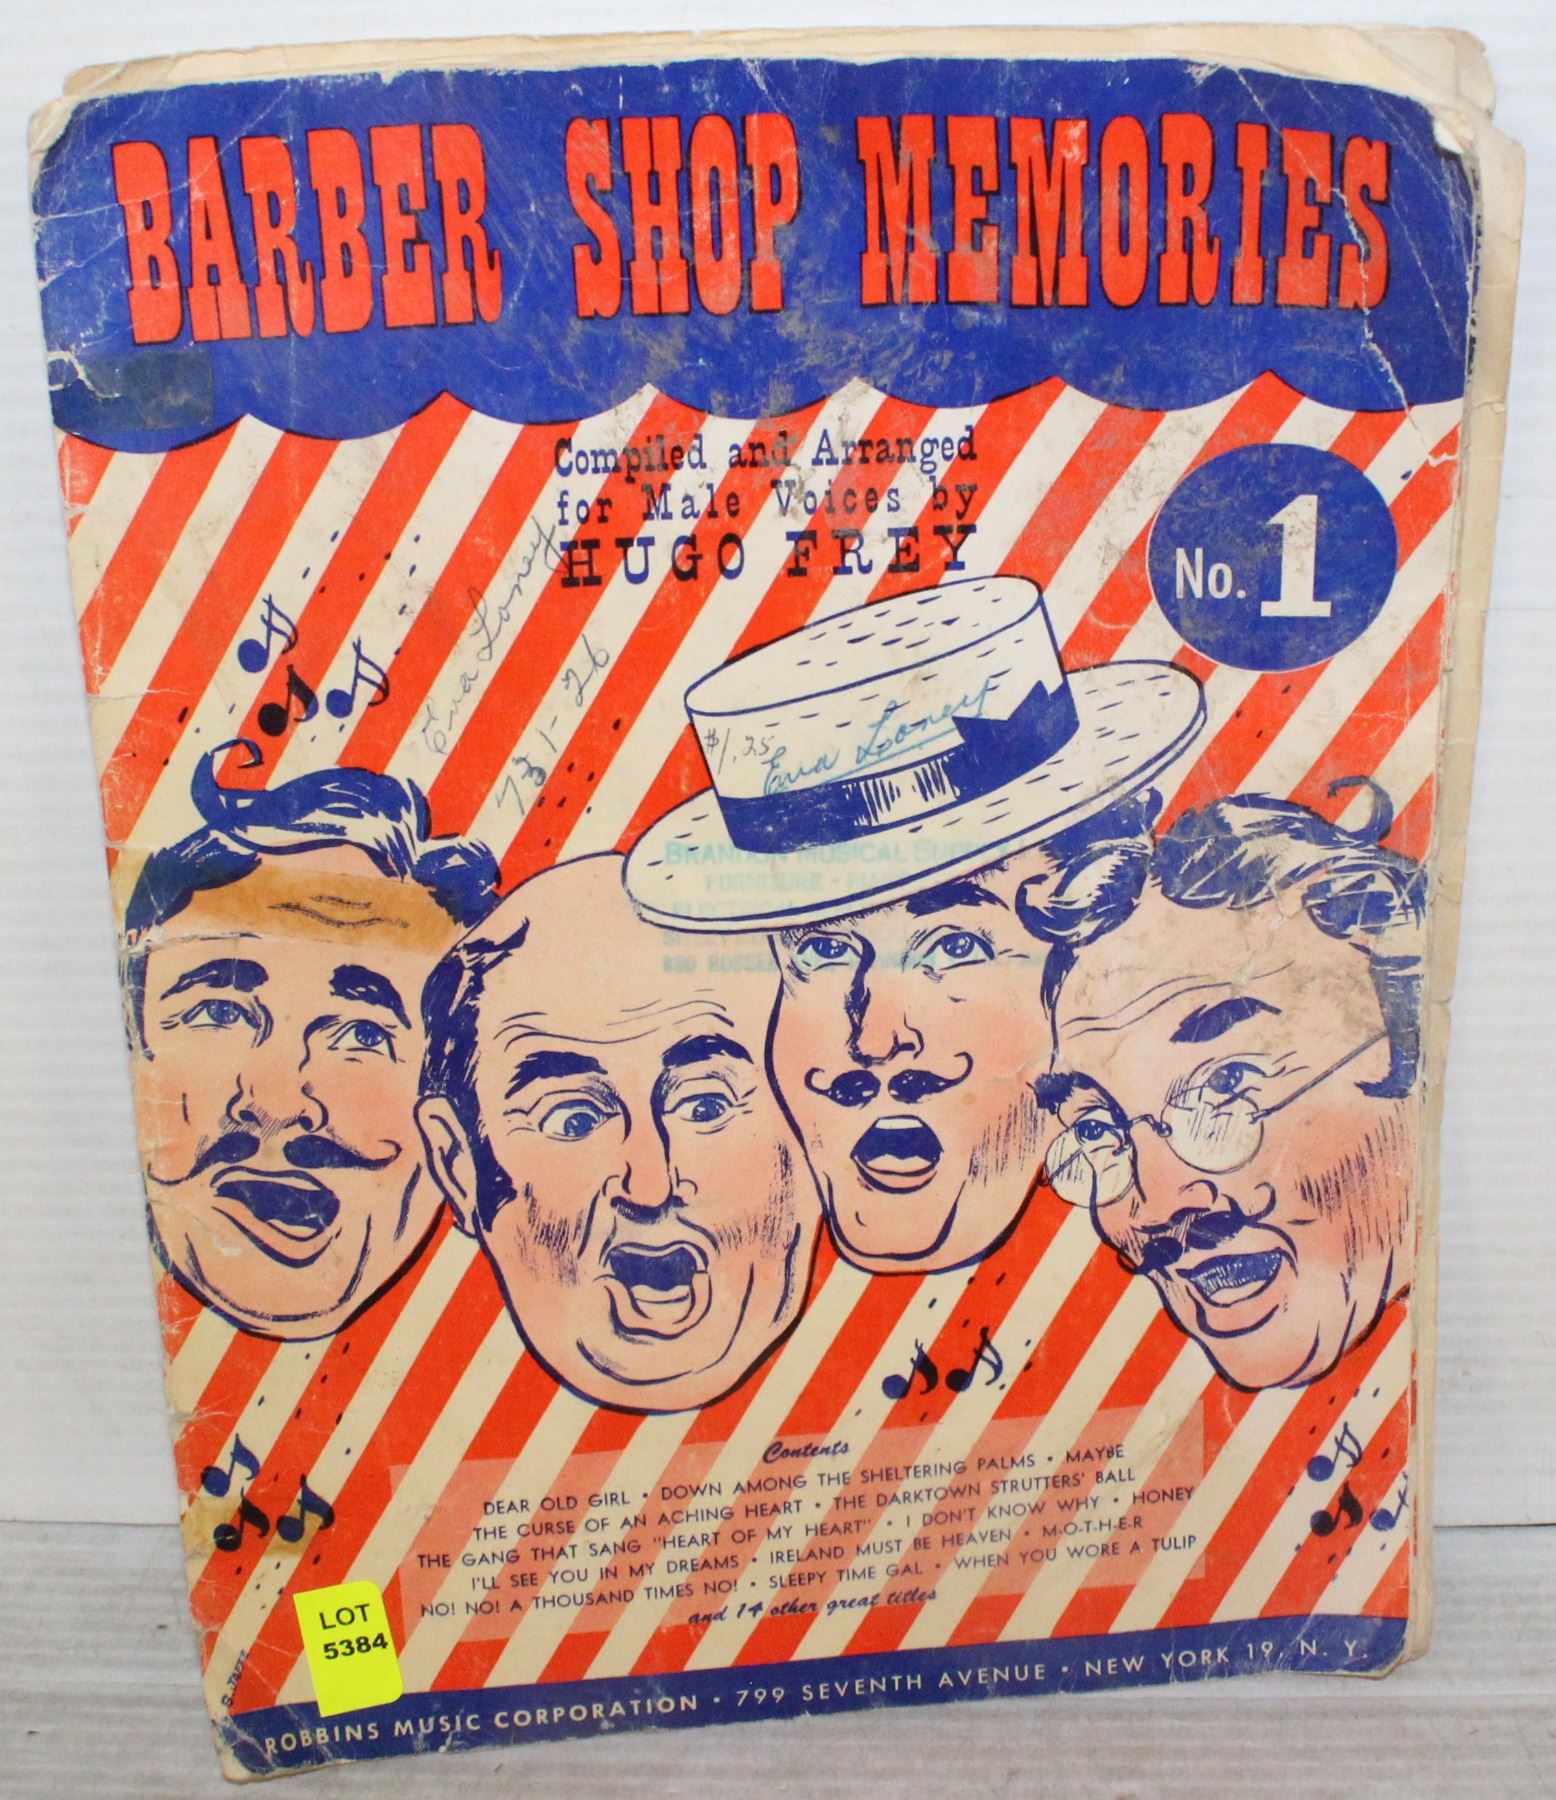 BARBER SHOP MEMORIES
Compiled and Arranged
for Male Voices by
HUGO FREY
No. 1
Eva Loney
731-26
$1.25
Eva Loney
BRANDON MUSICAL
FURNITURE -
Contents
DEAR OLD GIRL • DOWN AMONG THE SHELTERING PALMS • MAYBE
THE CURSE OF AN ACHING HEART • THE DARKTOWN STRUTTERS' BALL
THE GANG THAT SANG "HEART OF MY HEART" • I DON'T KNOW WHY • HONEY
I'LL SEE YOU IN MY DREAMS • IRELAND MUST BE HEAVEN • M-O-T-H-E-R
NO! NO! A THOUSAND TIMES NO! • SLEEPY TIME GAL • WHEN YOU WORE A TULIP
and 14 other great titles
LOT
5384
ROBBINS MUSIC CORPORATION • 799 SEVENTH AVENUE • NEW YORK 19, N. Y.